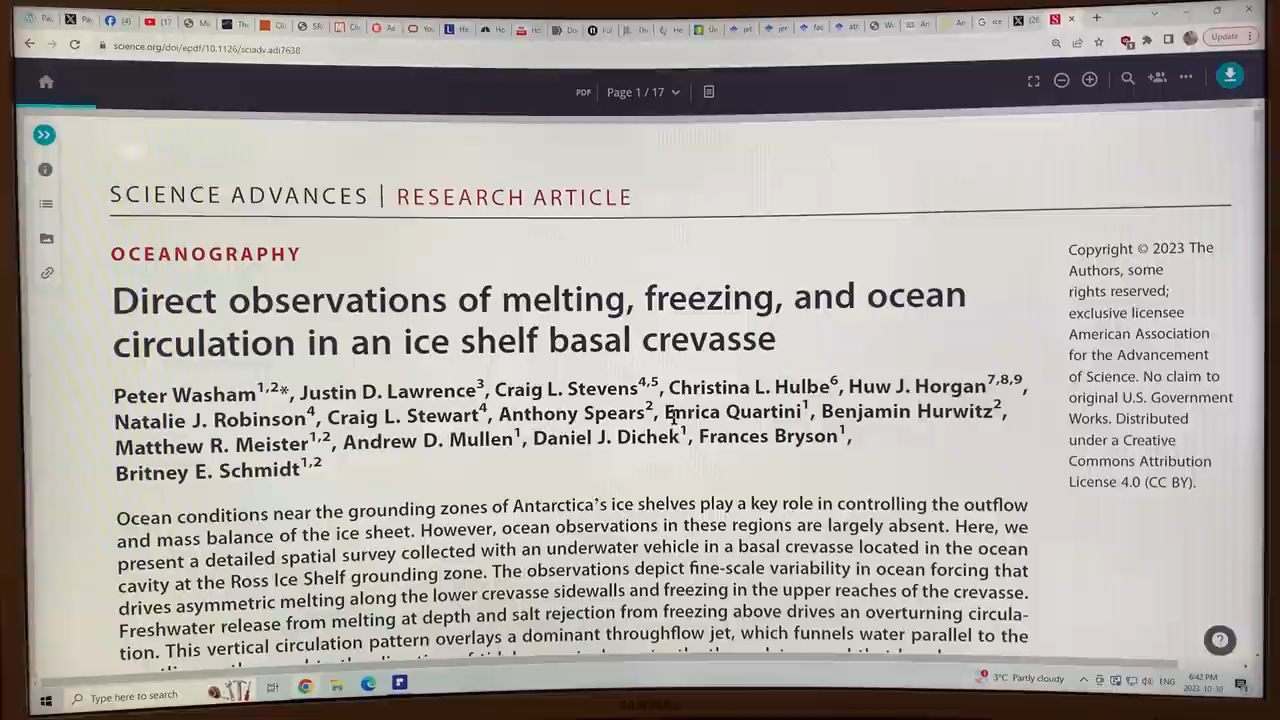 science.org/doi/epdf/10.1126/sciadv.adi7638
Update
PDF
Page 1 / 17
SCIENCE ADVANCES | RESEARCH ARTICLE
OCEANOGRAPHY
Direct observations of melting, freezing, and ocean
circulation in an ice shelf basal crevasse
Peter Washam1,2*, Justin D. Lawrence3, Craig L. Stevens4,5, Christina L. Hulbe6, Huw J. Horgan7,8,9,
Natalie J. Robinson4, Craig L. Stewart4, Anthony Spears2, Enrica Quartini1, Benjamin Hurwitz2,
Matthew R. Meister1,2, Andrew D. Mullen1, Daniel J. Dichek1, Frances Bryson1,
Britney E. Schmidt1,2
Ocean conditions near the grounding zones of Antarctica's ice shelves play a key role in controlling the outflow
and mass balance of the ice sheet. However, ocean observations in these regions are largely absent. Here, we
present a detailed spatial survey collected with an underwater vehicle in a basal crevasse located in the ocean
cavity at the Ross Ice Shelf grounding zone. The observations depict fine-scale variability in ocean forcing that
drives asymmetric melting along the lower crevasse sidewalls and freezing in the upper reaches of the crevasse.
Freshwater release from melting at depth and salt rejection from freezing above drives an overturning circula-
tion. This vertical circulation pattern overlays a dominant throughflow jet, which funnels water parallel to the
Copyright © 2023 The
Authors, some
rights reserved;
exclusive licensee
American Association
for the Advancement
of Science. No claim to
original U.S. Government
Works. Distributed
under a Creative
Commons Attribution
License 4.0 (CC BY).
Type here to search
3°C Partly cloudy
ENG
6:42 PM
2023-10-10